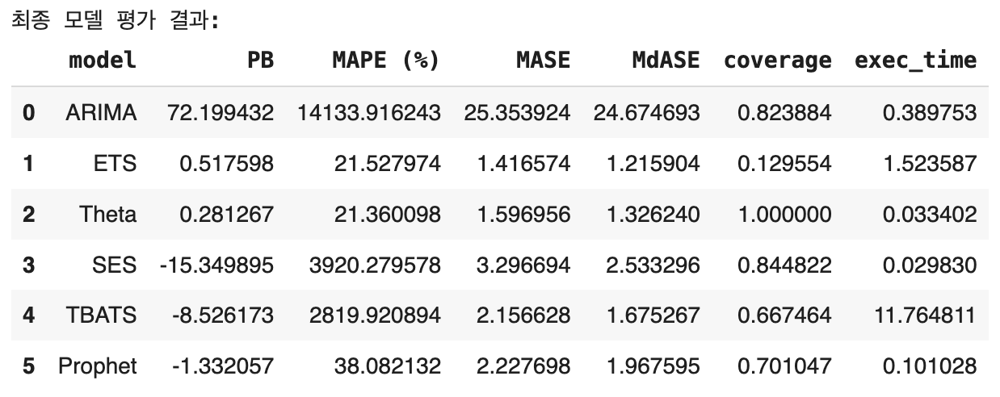 최종 모델 평가 결과:
model PB MAPE (%) MASE MdASE coverage exec_time
0 ARIMA 72.199432 14133.916243 25.353924 24.674693 0.823884 0.389753
1 ETS 0.517598 21.527974 1.416574 1.215904 0.129554 1.523587
2 Theta 0.281267 21.360098 1.596956 1.326240 1.000000 0.033402
3 SES -15.349895 3920.279578 3.296694 2.533296 0.844822 0.029830
4 TBATS -8.526173 2819.920894 2.156628 1.675267 0.667464 11.764811
5 Prophet -1.332057 38.082132 2.227698 1.967595 0.701047 0.101028